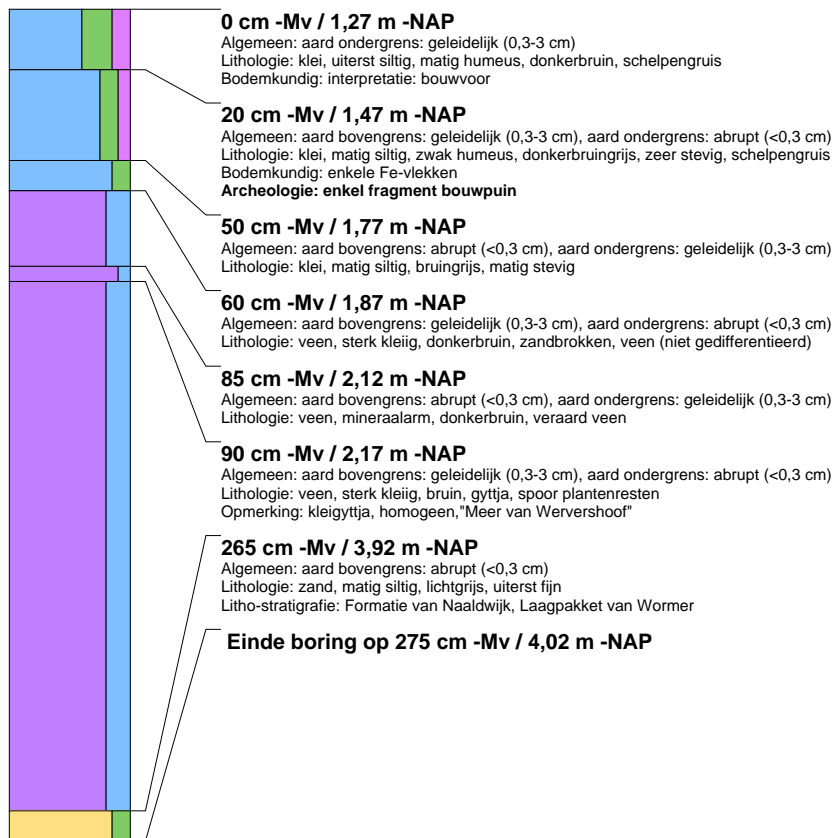 0 cm -Mv / 1,27 m -NAP
Algemeen: aard ondergrens: geleidelijk (0,3-3 cm)
Lithologie: klei, uiterst siltig, matig humeus, donkerbruin, schelpengruis
Bodemkundig: interpretatie: bouwvoor
20 cm -Mv / 1,47 m -NAP
Algemeen: aard bovengrens: geleidelijk (0,3-3 cm), aard ondergrens: abrupt (<0,3 cm)
Lithologie: klei, matig siltig, zwak humeus, donkerbruingrijs, zeer stevig, schelpengruis
Bodemkundig: enkele Fe-vlekken
Archeologie: enkel fragment bouwpuin
50 cm -Mv / 1,77 m -NAP
Algemeen: aard bovengrens: abrupt (<0,3 cm), aard ondergrens: geleidelijk (0,3-3 cm)
Lithologie: klei, matig siltig, bruingrijs, matig stevig
60 cm -Mv / 1,87 m -NAP
Algemeen: aard bovengrens: geleidelijk (0,3-3 cm), aard ondergrens: abrupt (<0,3 cm)
Lithologie: veen, sterk kleiig, donkerbruin, zandbrokken, veen (niet gedifferentieerd)
85 cm -Mv / 2,12 m -NAP
Algemeen: aard bovengrens: abrupt (<0,3 cm), aard ondergrens: geleidelijk (0,3-3 cm)
Lithologie: veen, mineraalarm, donkerbruin, veraard veen
90 cm -Mv / 2,17 m -NAP
Algemeen: aard bovengrens: geleidelijk (0,3-3 cm), aard ondergrens: abrupt (<0,3 cm)
Lithologie: veen, sterk kleiig, bruin, gyttja, spoor plantenresten
Opmerking: kleigyttja, homogeen,"Meer van Wervershoof"
265 cm -Mv / 3,92 m -NAP
Algemeen: aard bovengrens: abrupt (<0,3 cm)
Lithologie: zand, matig siltig, lichtgrijs, uiterst fijn
Litho-stratigrafie: Formatie van Naaldwijk, Laagpakket van Wormer
Einde boring op 275 cm -Mv / 4,02 m -NAP